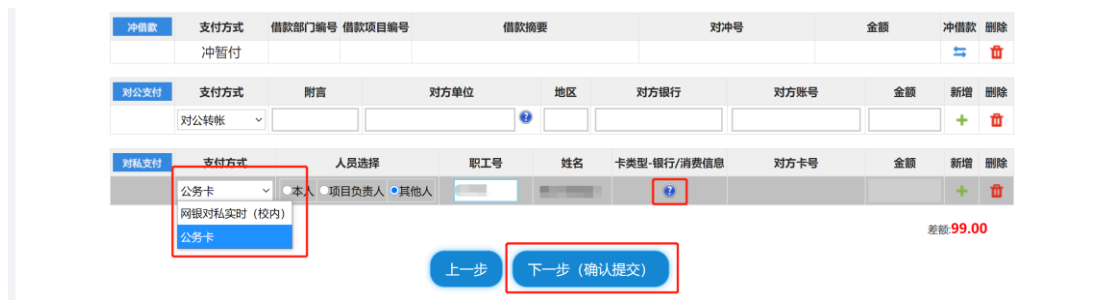 冲借款 支付方式 借款部门编号 借款项目编号 借款摘要 对冲号 金额 冲借款 删除
冲暂付
对公支付 支付方式 附言 对方单位 地区 对方银行 对方账号 金额 新增 删除
对公转帐
对私支付 支付方式 人员选择 职工号 姓名 卡类型-银行/消费信息 对方卡号 金额 新增 删除
公务卡 本人 项目负责人 其他人
网银对私实时（校内）
公务卡
差额:99.00
上一步 下一步（确认提交）